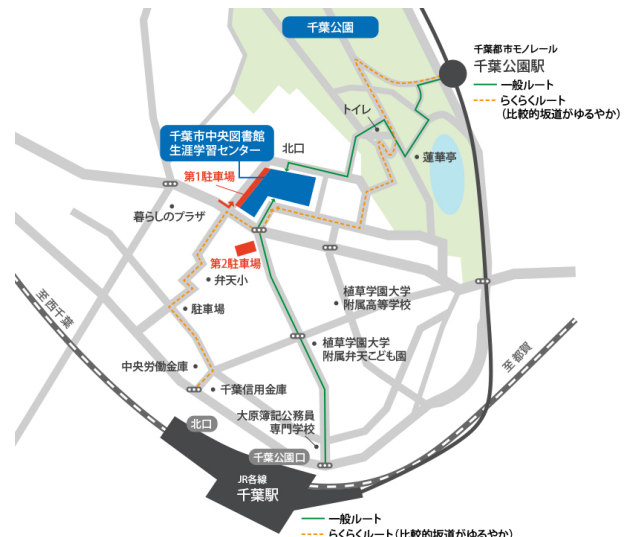 千葉公園
千葉都市モノレール
千葉公園駅
一般ルート
らくらくルート
(比較的坂道がゆるやか)
トイレ
蓮華亭
千葉市中央図書館
生涯学習センター
北口
第1駐車場
暮らしのプラザ
第2駐車場
弁天小
駐車場
植草学園大学
附属高等学校
植草学園大学
附属弁天こども園
至西千葉
至都賀
中央労働金庫
千葉信用金庫
大原簿記公務員
専門学校
北口
千葉公園口
JR各線
千葉駅
一般ルート
らくらくルート(比較的坂道がゆるやか)